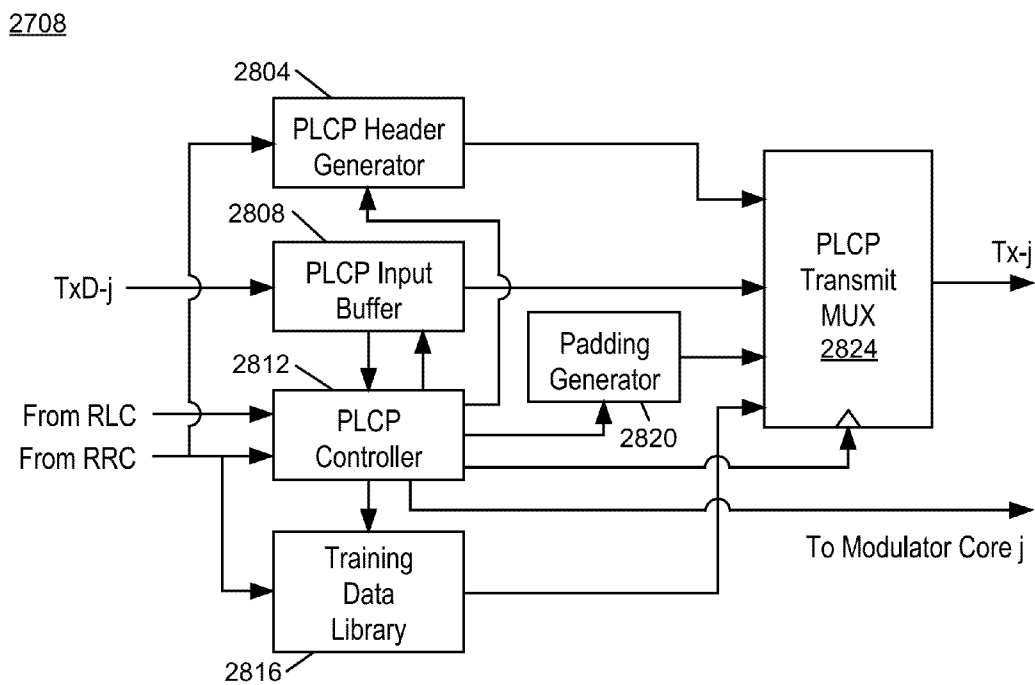 2708
2804
PLCP Header
Generator
2808
TxD-j
PLCP Input
Buffer
PLCP
Transmit
MUX
2824
Tx-j
Padding
Generator
2820
2812
From RLC
From RRC
PLCP
Controller
To Modulator Core j
Training
Data
Library
2816